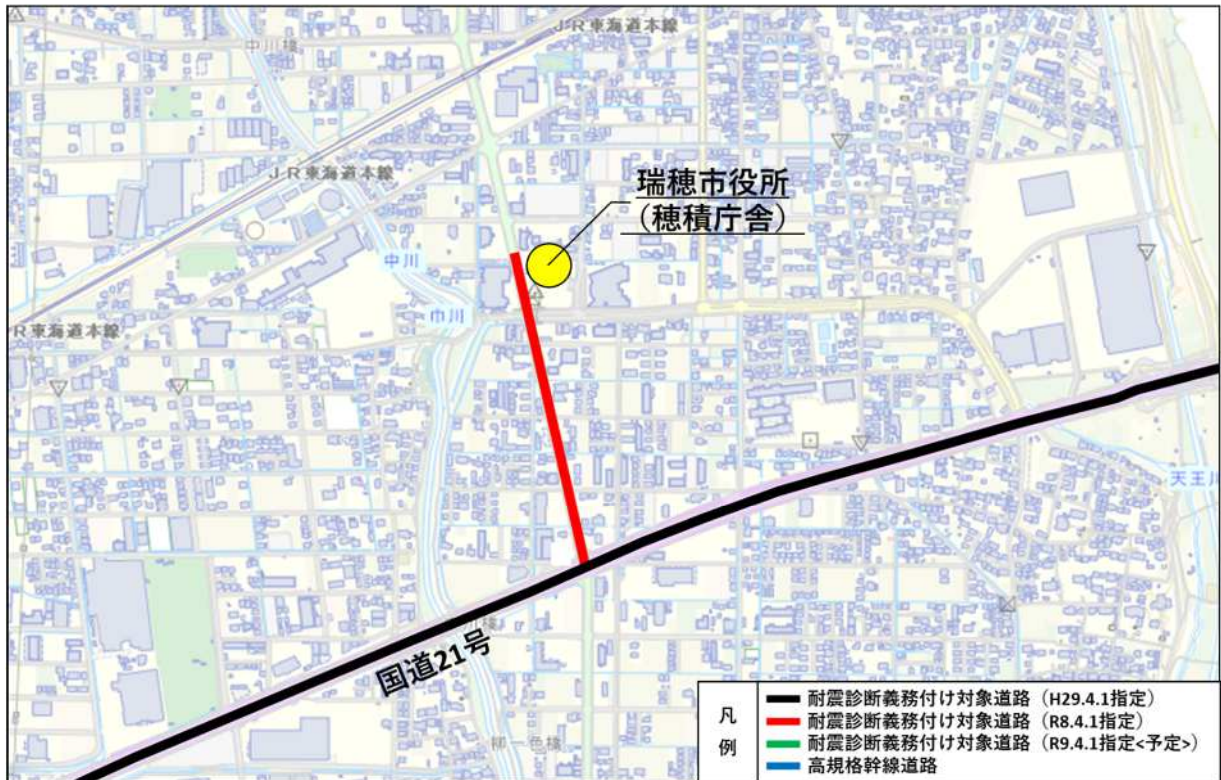 JR東海道本線
中川橋
JR東海道本線
瑞穂市役所
（穂積庁舎）
中川
巾川
R東海道本線
天王川
国道21号
柳一色橋
凡
例
耐震診断義務付け対象道路（H29.4.1指定）
耐震診断義務付け対象道路（R8.4.1指定）
耐震診断義務付け対象道路（R9.4.1指定<予定>）
高規格幹線道路